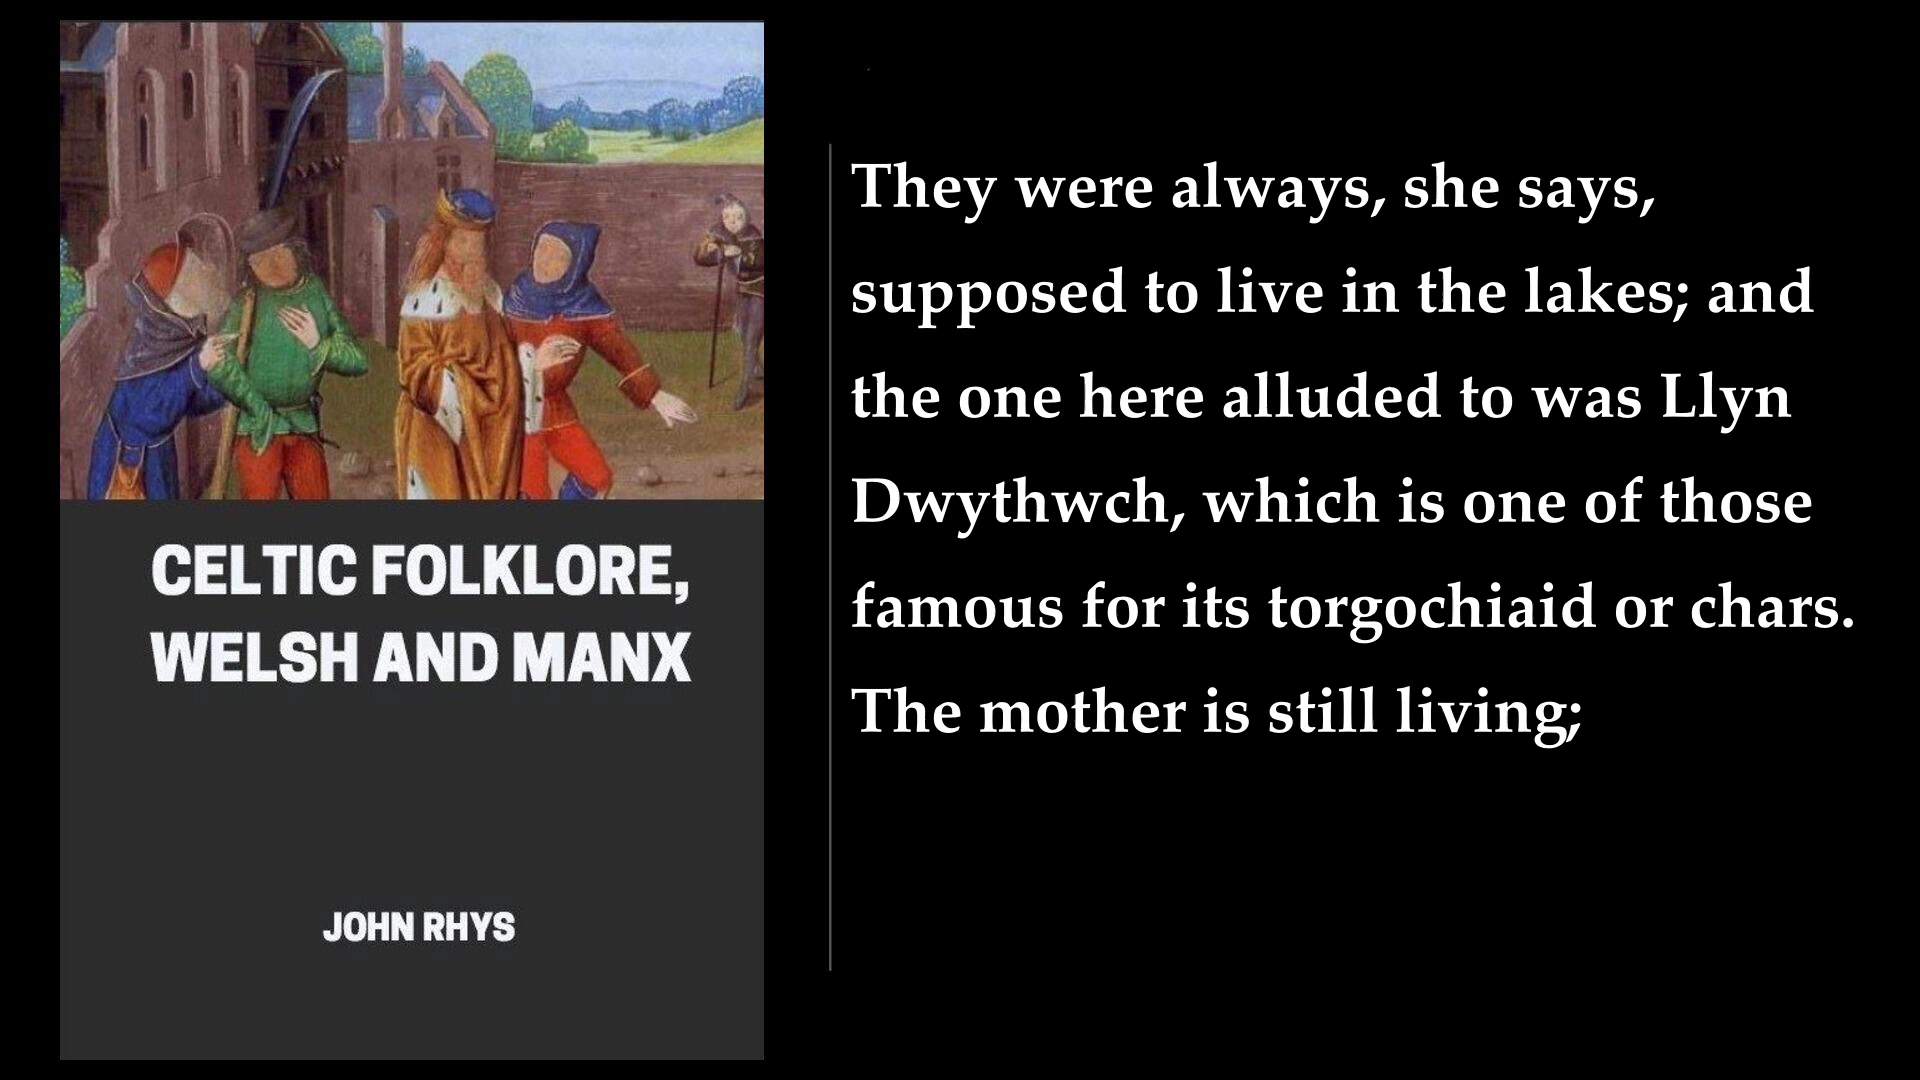 CELTIC FOLKLORE,
WELSH AND MANX
JOHN RHYS
They were always, she says,
supposed to live in the lakes; and
the one here alluded to was Llyn
Dwythwch, which is one of those
famous for its torgochiaid or chars.
The mother is still living;